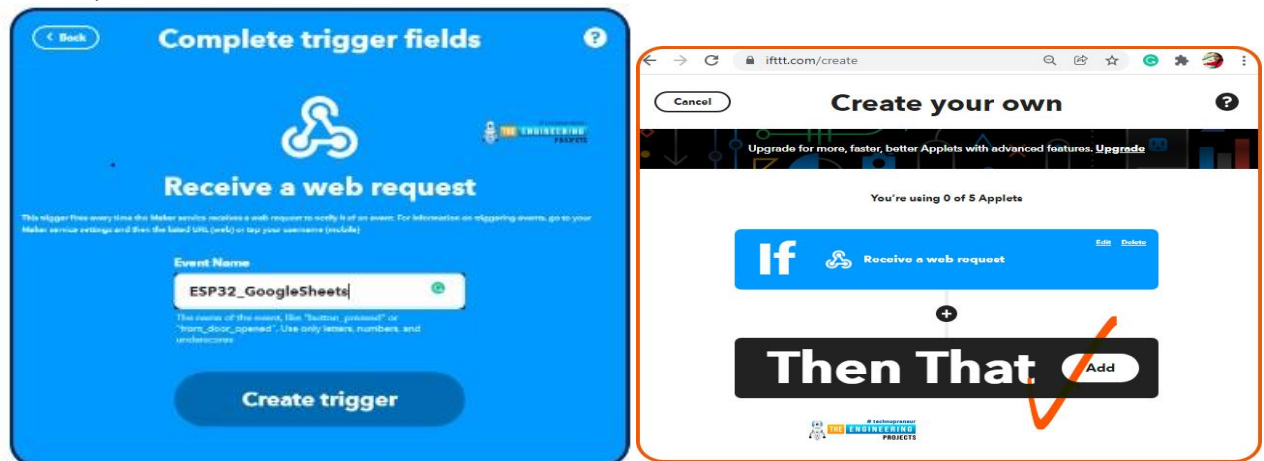 < Back
Complete trigger fields
?
THE ENGINEERING
PROJECTS
Receive a web request
This trigger fires every time the Maker service receives a web request to notify it of an event. For information on triggering events, go to your
Maker service settings and then the listed URL (web) or tap your username (mobile)
Event Name
ESP32_GoogleSheets
The name of the event, like "button_pressed" or
"front_door_opened". Use only letters, numbers, and
underscores
Create trigger
ifttt.com/create
Cancel
Create your own
?
Upgrade for more, faster, better Applets with advanced features. Upgrade
You're using 0 of 5 Applets
If
Receive a web request
Edit Delete
Then That
Add
# technopreneur
THE ENGINEERING
PROJECTS